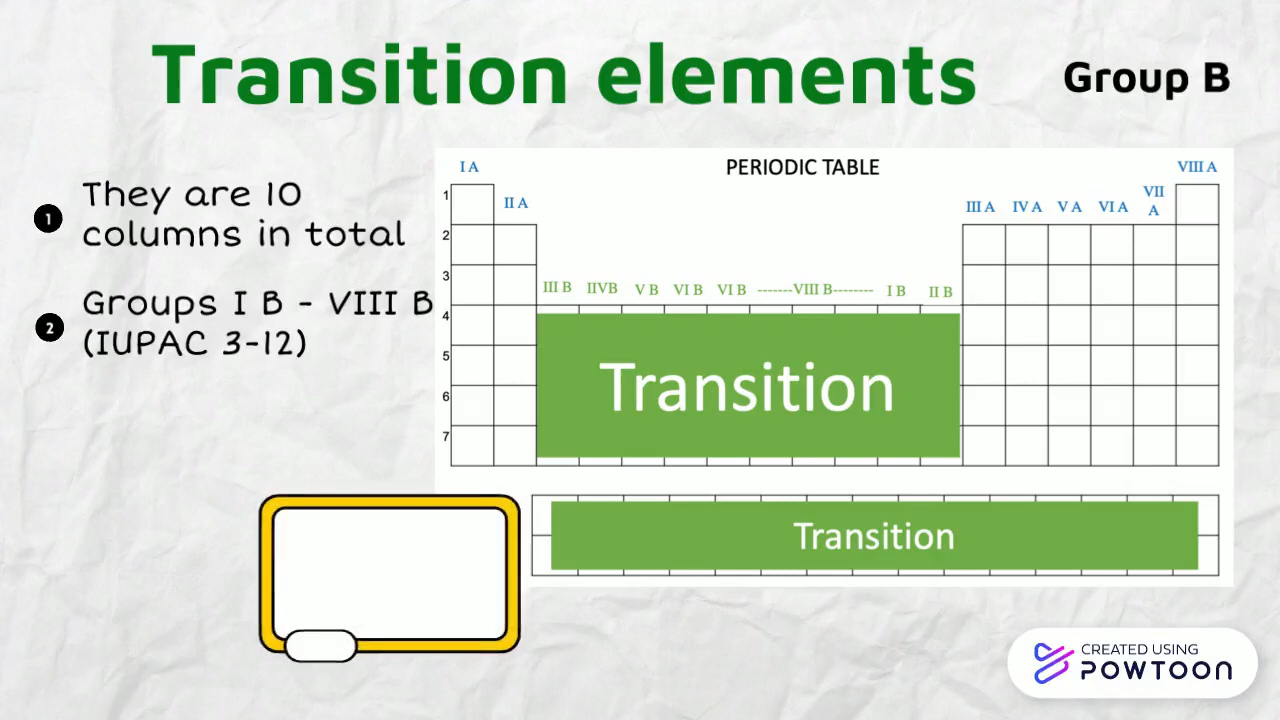 Transition elements
Group B
1
They are 10
columns in total
2
Groups I B - VIII B
(IUPAC 3-12)
PERIODIC TABLE
I A
VIII A
II A
III A
IV A
V A
VI A
VII
A
1
2
3
4
5
6
7
III B IIVB V B VI B VI B -------VIII B-------- I B II B
Transition
Transition
CREATED USING
POWTOON